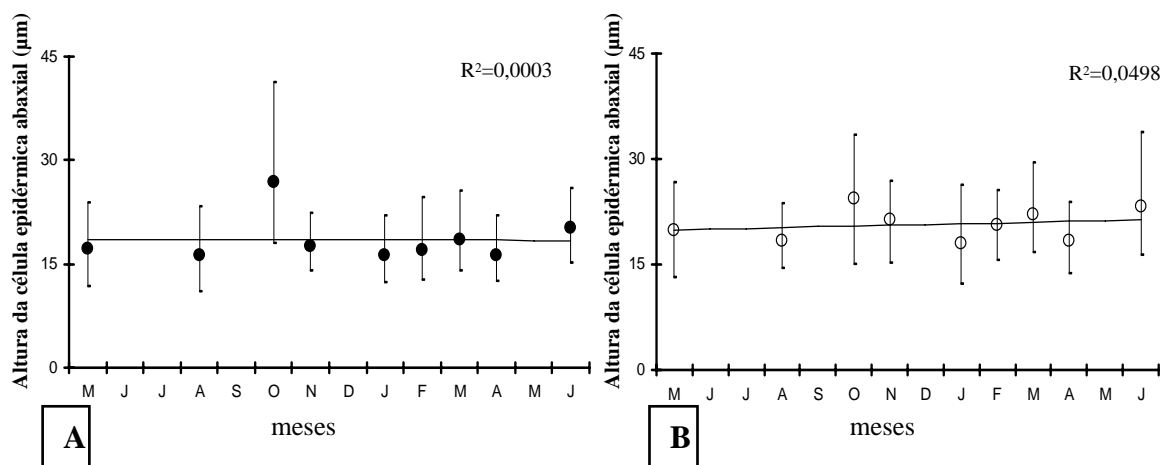 Altura da célula epidérmica abaxial (µm)
45
30
15
0
R²=0,0003
M J J A S O N D J F M A M J
meses
A
Altura da célula epidérmica abaxial (µm)
45
30
15
0
R²=0,0498
M J J A S O N D J F M A M J
meses
B